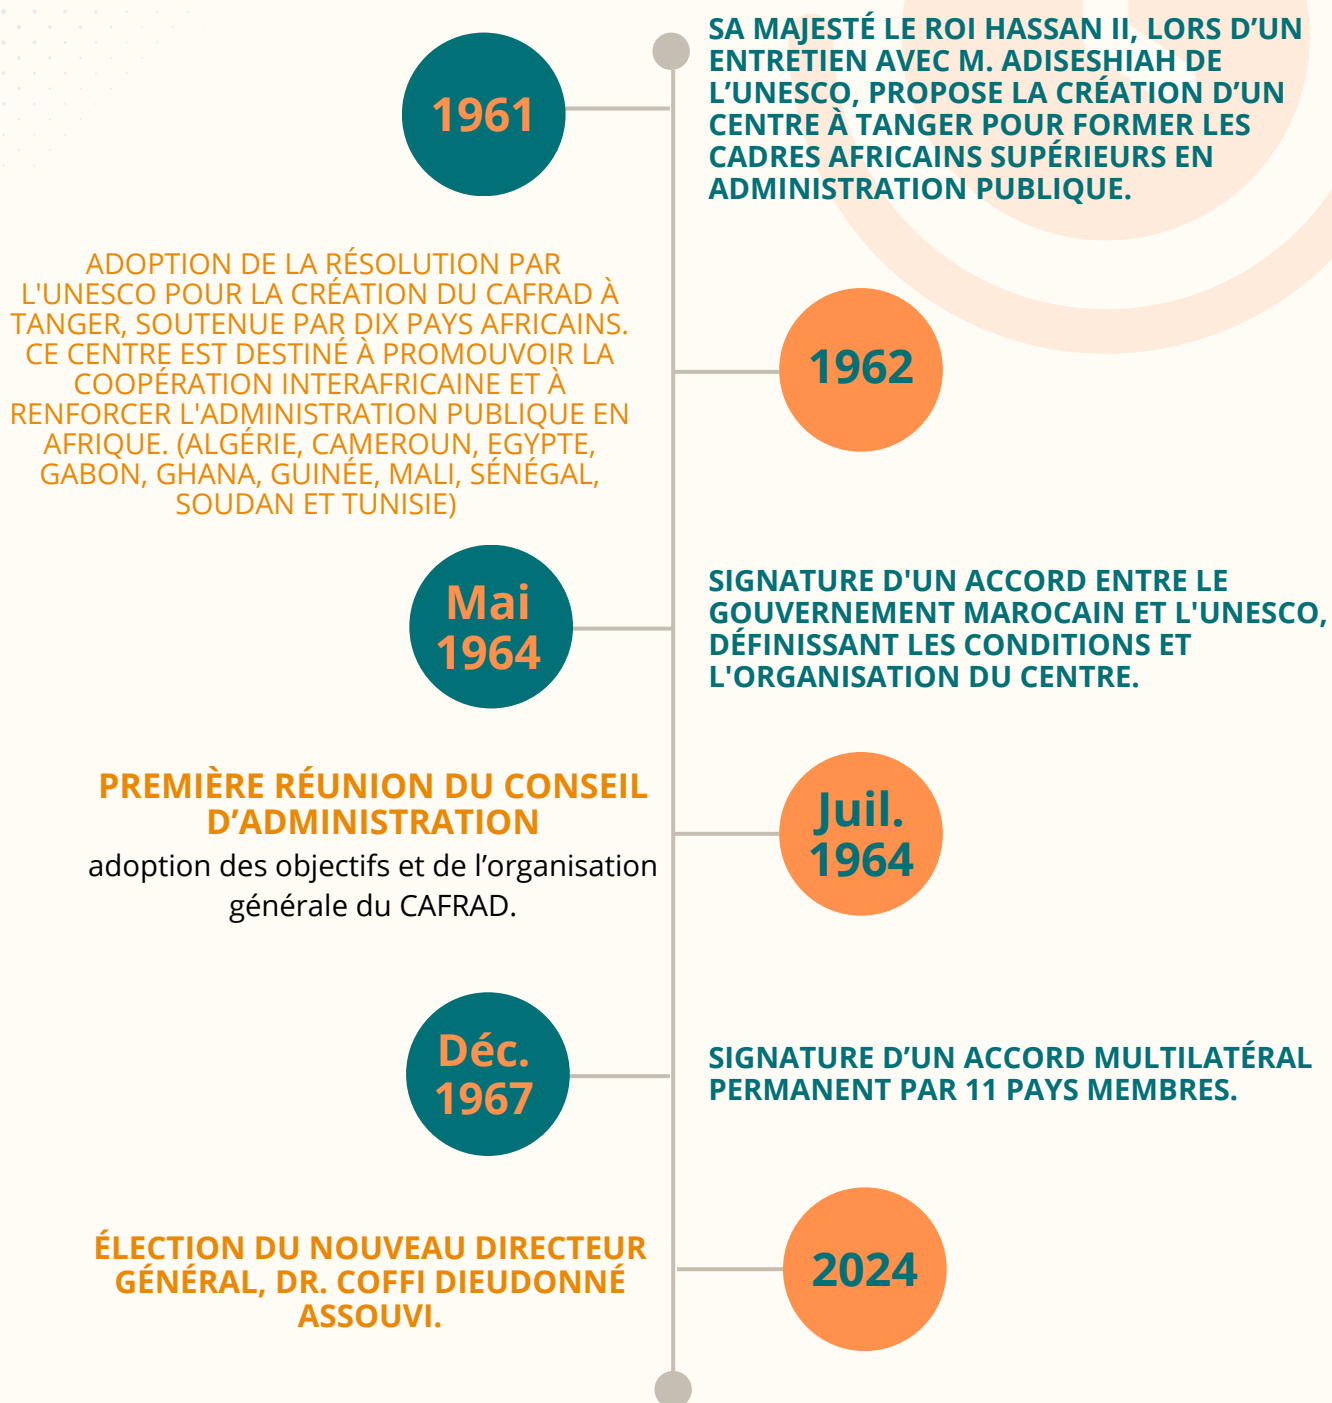 1961
SA MAJESTÉ LE ROI HASSAN II, LORS D’UN
ENTRETIEN AVEC M. ADISESHIAH DE
L’UNESCO, PROPOSE LA CRÉATION D’UN
CENTRE À TANGER POUR FORMER LES
CADRES AFRICAINS SUPÉRIEURS EN
ADMINISTRATION PUBLIQUE.
1962
ADOPTION DE LA RÉSOLUTION PAR
L'UNESCO POUR LA CRÉATION DU CAFRAD À
TANGER, SOUTENUE PAR DIX PAYS AFRICAINS.
CE CENTRE EST DESTINÉ À PROMOUVOIR LA
COOPÉRATION INTERAFRICAINE ET À
RENFORCER L'ADMINISTRATION PUBLIQUE EN
AFRIQUE. (ALGÉRIE, CAMEROUN, EGYPTE,
GABON, GHANA, GUINÉE, MALI, SÉNÉGAL,
SOUDAN ET TUNISIE)
Mai
1964
SIGNATURE D'UN ACCORD ENTRE LE
GOUVERNEMENT MAROCAIN ET L'UNESCO,
DÉFINISSANT LES CONDITIONS ET
L'ORGANISATION DU CENTRE.
Juil.
1964
PREMIÈRE RÉUNION DU CONSEIL
D’ADMINISTRATION
adoption des objectifs et de l’organisation
générale du CAFRAD.
Déc.
1967
SIGNATURE D’UN ACCORD MULTILATÉRAL
PERMANENT PAR 11 PAYS MEMBRES.
2024
ÉLECTION DU NOUVEAU DIRECTEUR
GÉNÉRAL, DR. COFFI DIEUDONNÉ
ASSOUVI.